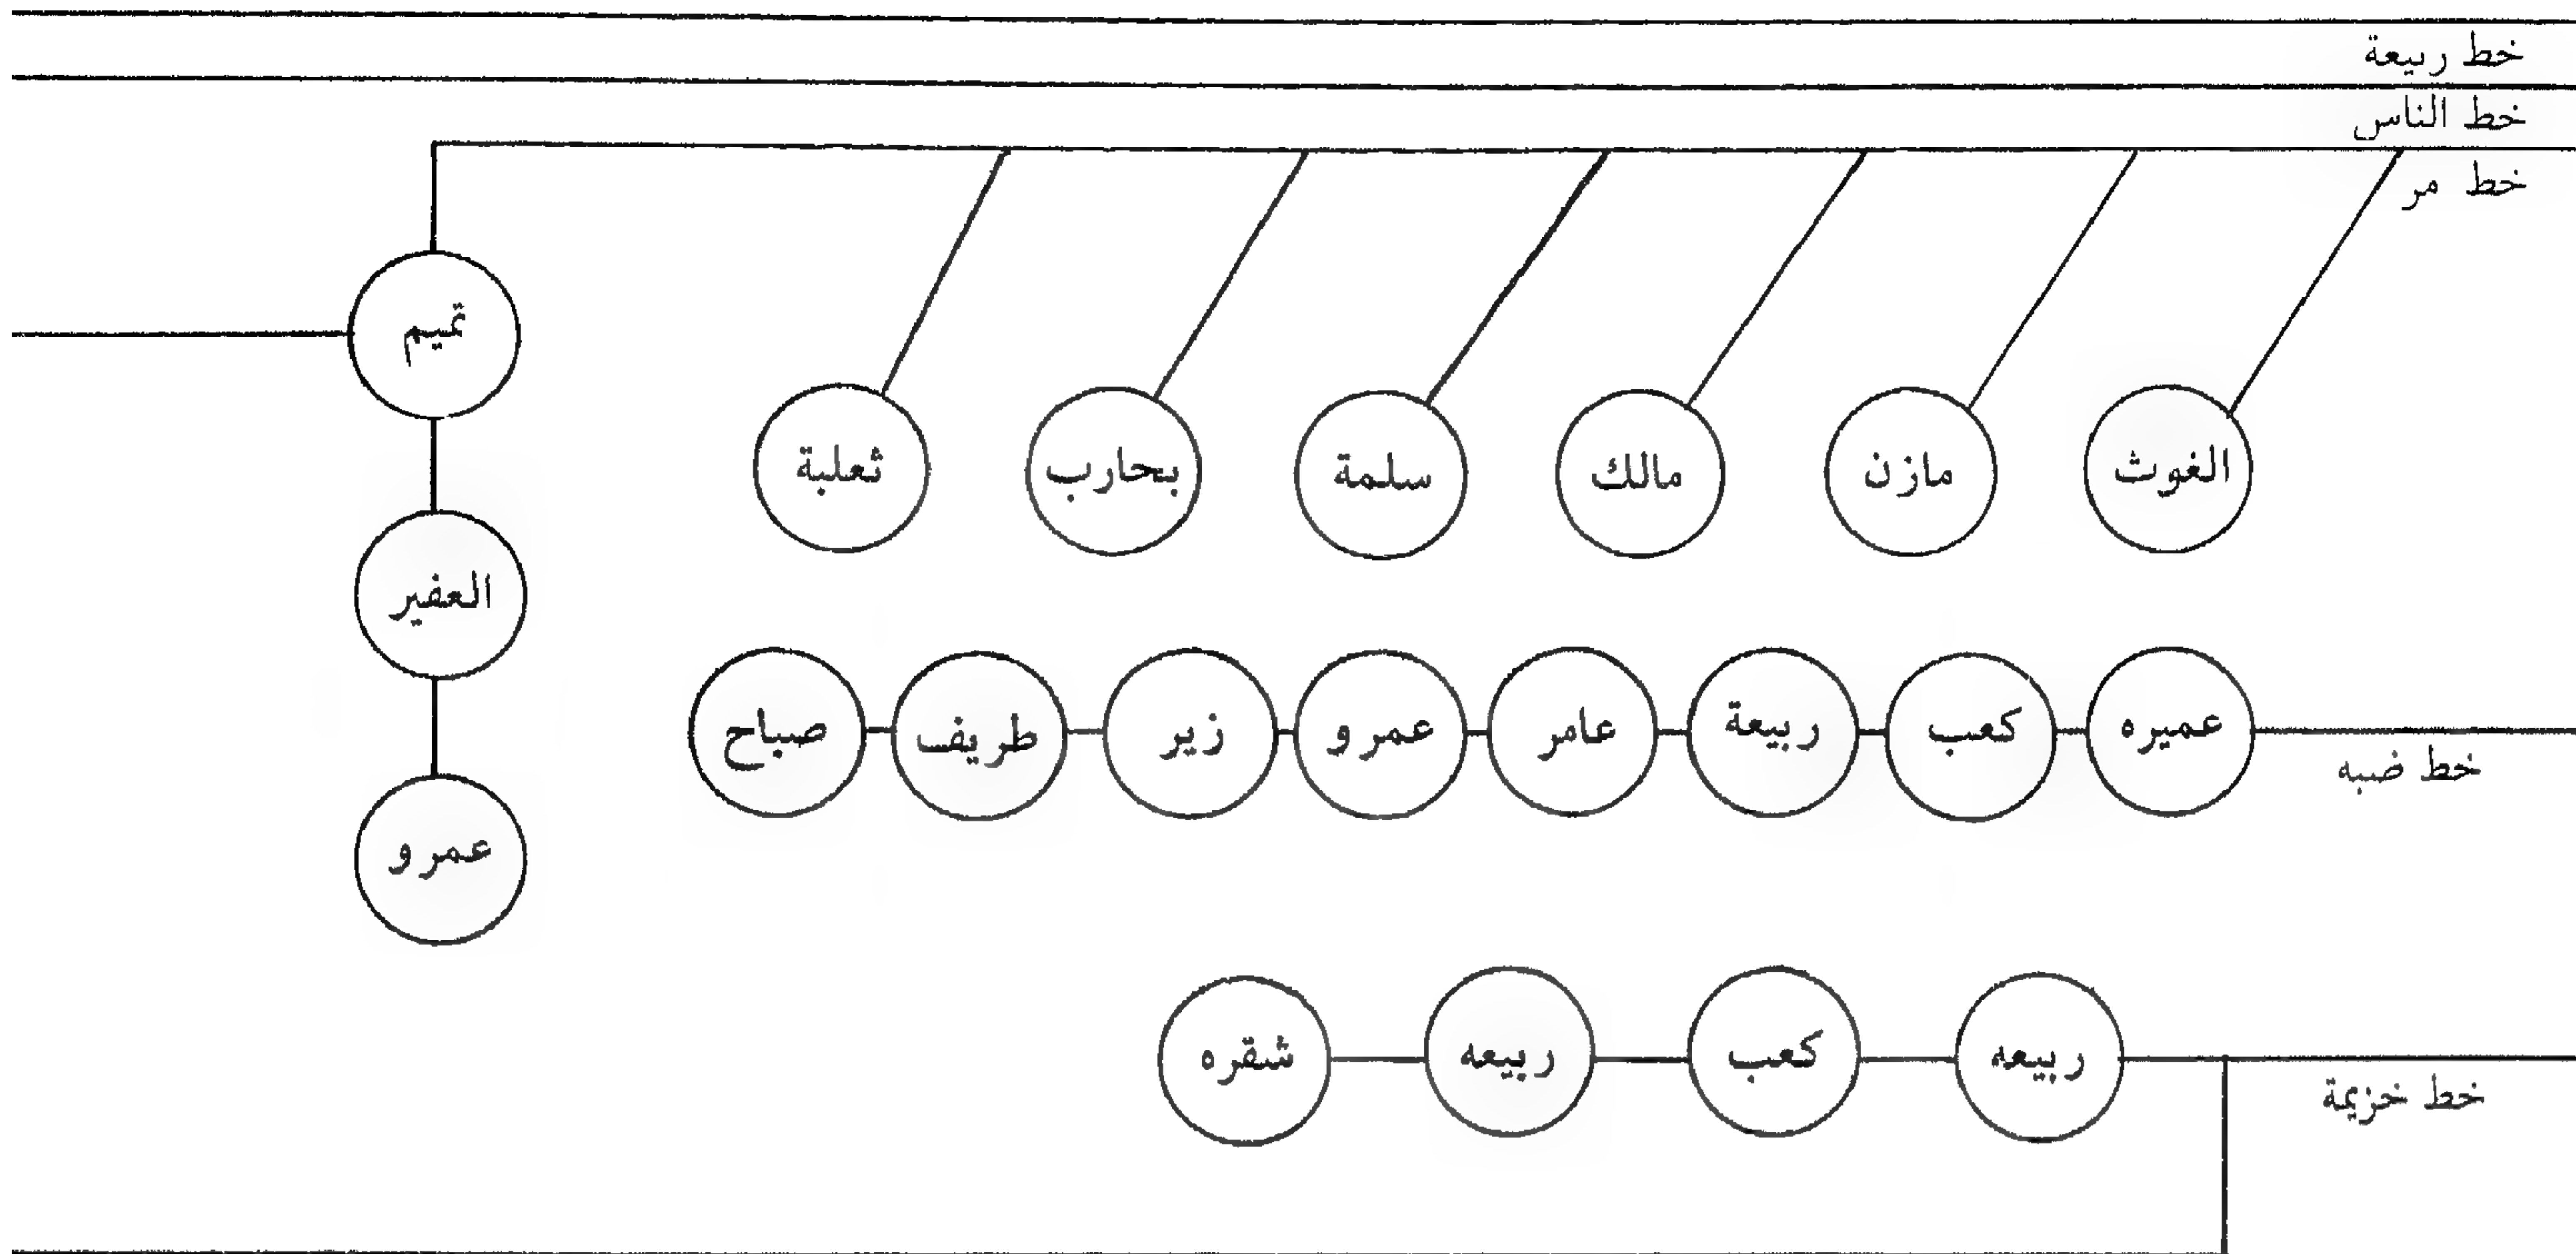 خط ربيعة
خط الناس
خط مر
تميم
الغوث مازن مالك سلمة بحارب ثعلبة
العفير
عميره كعب ربيعة عامر عمرو زير طريف صباح
خط ضبه
عمرو
ربيعه كعب ربيعه شقره
خط خزيمة